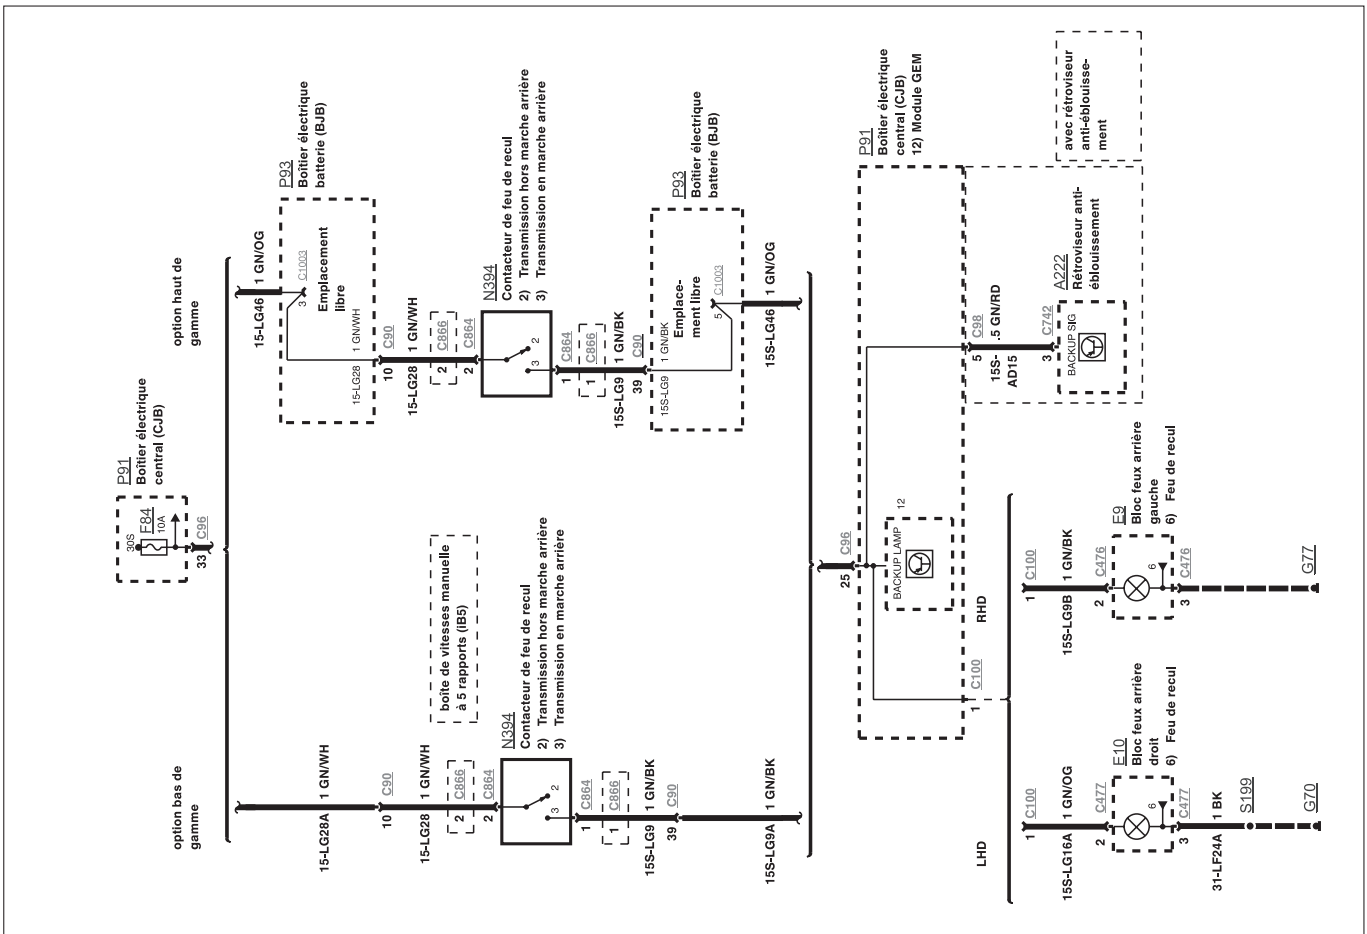 P91
Boîtier électrique
central (CJB)
30S
F84
10A
33
C96
option haut de
gamme
15-LG46
1 GN/OG
P93
Boîtier électrique
batterie (BJB)
3
C1003
Emplacement
libre
15-LG28
1 GN/WH
10
C90
15-LG28
1 GN/WH
2
C866
2
C864
N394
Contacteur de feu de recul
2) Transmission hors marche arrière
3) Transmission en marche arrière
2
3
1
C864
1
C866
15S-LG9
1 GN/BK
39
C90
15S-LG9
1 GN/BK
P93
Boîtier électrique
batterie (BJB)
Emplace-
ment libre
5
C1003
15S-LG46
1 GN/OG
option bas de
gamme
15-LG28A
1 GN/WH
10
C90
15-LG28
1 GN/WH
boîte de vitesses manuelle
à 5 rapports (iB5)
2
C866
2
C864
N394
Contacteur de feu de recul
2) Transmission hors marche arrière
3) Transmission en marche arrière
2
3
1
C864
1
C866
15S-LG9
1 GN/BK
39
C90
15S-LG9A
1 GN/BK
25
C96
P91
Boîtier électrique
central (CJB)
12) Module GEM
BACKUP LAMP
12
avec rétroviseur
anti-éblouisse-
ment
5
C98
15S-
AD15
.5 GN/RD
3
C742
A222
Rétroviseur anti-
éblouissement
BACKUP SIG
1
C100
RHD
1
C100
15S-LG9B
1 GN/BK
2
C476
E9
Bloc feux arrière
gauche
6) Feu de recul
6
3
C476
G77
LHD
1
C100
15S-LG16A
1 GN/OG
2
C477
E10
Bloc feux arrière
droit
6) Feu de recul
6
3
C477
31-LF24A
1 BK
S199
G70